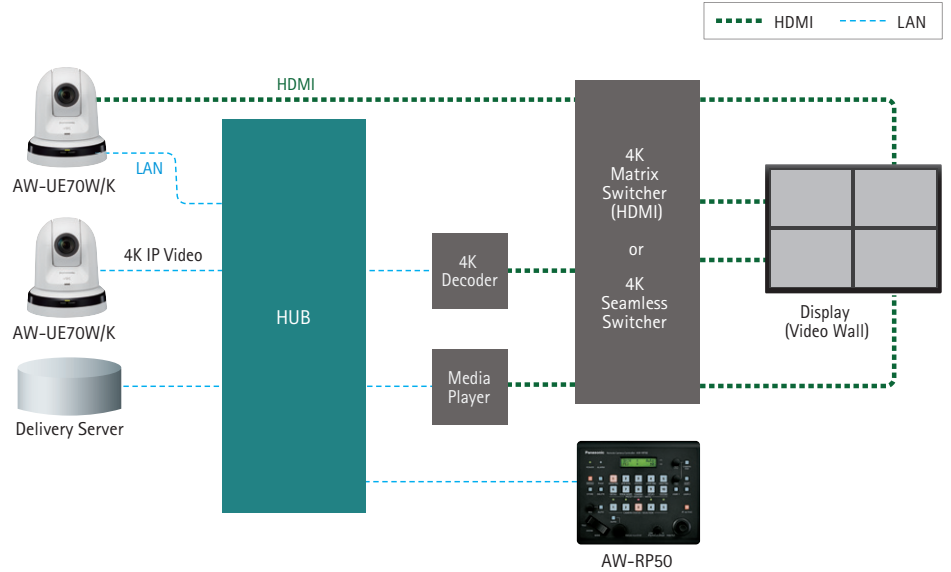 HDMI LAN
HDMI
LAN
AW-UE70W/K
4K IP Video
AW-UE70W/K
Delivery Server
HUB
4K
Decoder
Media
Player
4K
Matrix
Switcher
(HDMI)
or
4K
Seamless
Switcher
Display
(Video Wall)
Panasonic
AW-RP50